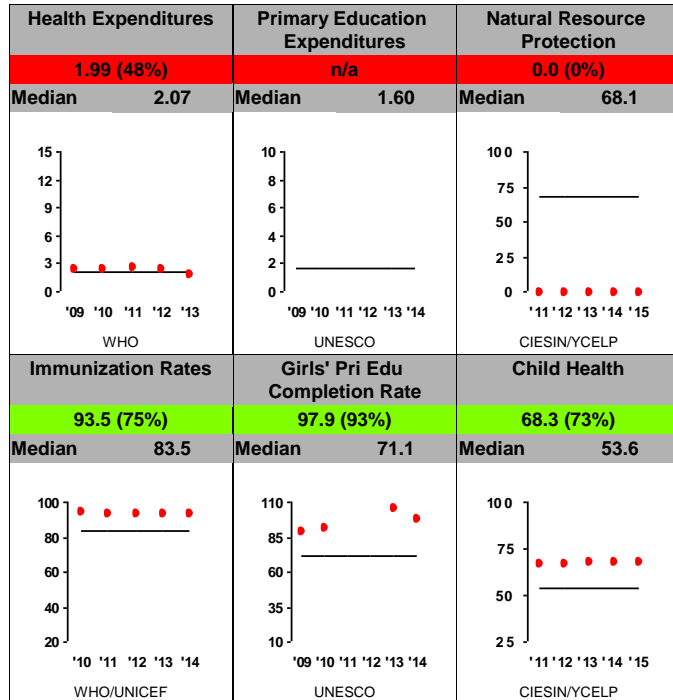 Health Expenditures
1.99 (48%)
Median 2.07
15
12
9
6
3
0
'09 '10 '11 '12 '13
WHO
Primary Education
Expenditures
n/a
Median 1.60
10
8
6
4
2
0
'09 '10 '11 '12 '13 '14
UNESCO
Natural Resource
Protection
0.0 (0%)
Median 68.1
100
75
50
25
0
'11 '12 '13 '14 '15
CIESIN/YCELP
Immunization Rates
93.5 (75%)
Median 83.5
100
80
60
40
20
'10 '11 '12 '13 '14
WHO/UNICEF
Girls' Pri Edu
Completion Rate
97.9 (93%)
Median 71.1
110
85
60
35
10
'09 '10 '11 '12 '13 '14
UNESCO
Child Health
68.3 (73%)
Median 53.6
100
75
50
25
'11 '12 '13 '14 '15
CIESIN/YCELP